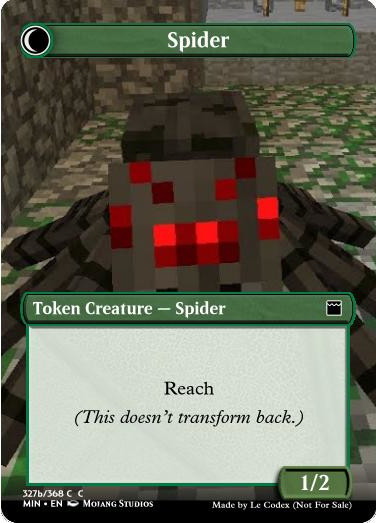 Spider
Token Creature — Spider
Reach
(This doesn't transform back.)
1/2
327b/368 C C
MIN • EN Mojang Studios
Made by Le Codex (Not For Sale)